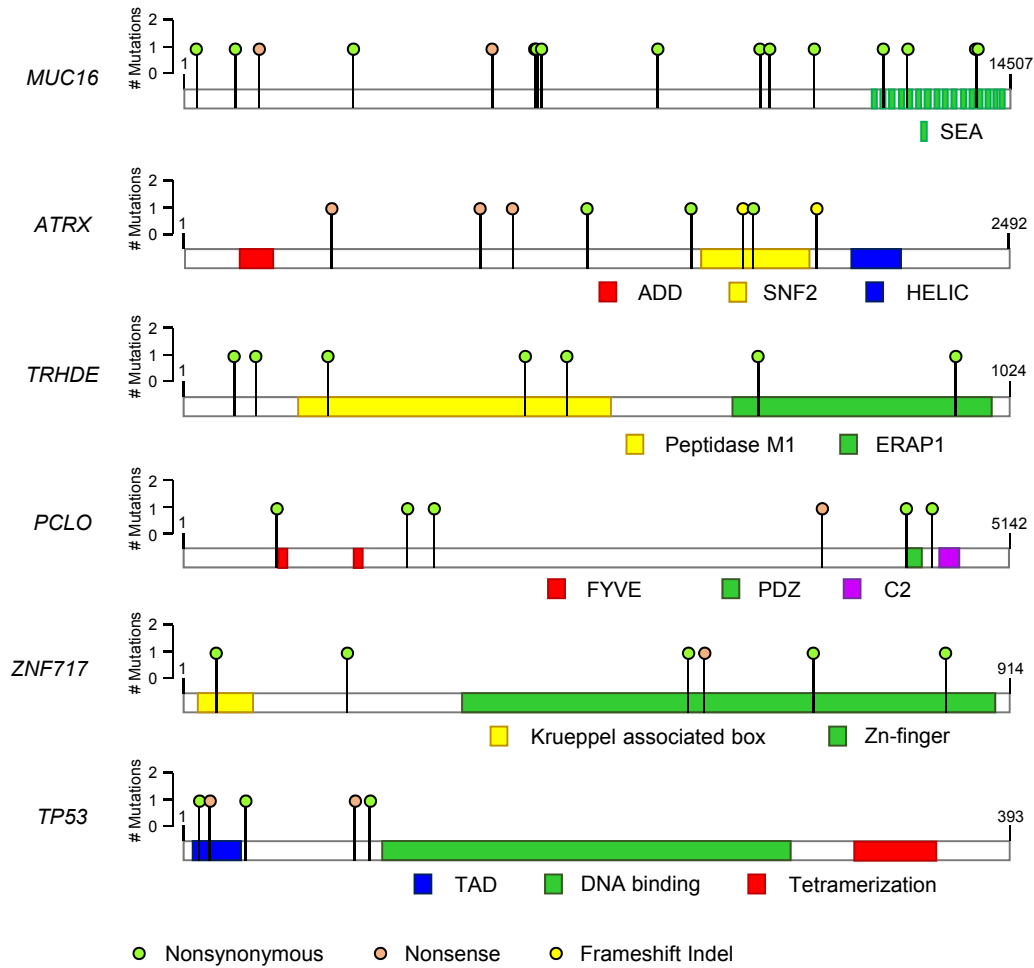 # Mutations
2
1
0
MUC16
1
14507
SEA
# Mutations
2
1
0
ATRX
1
2492
ADD SNF2 HELIC
# Mutations
2
1
0
TRHDE
1
1024
Peptidase M1 ERAP1
# Mutations
2
1
0
PCLO
1
5142
FYVE PDZ C2
# Mutations
2
1
0
ZNF717
1
914
Krueppel associated box Zn-finger
# Mutations
2
1
0
TP53
1
393
TAD DNA binding Tetramerization
Nonsynonymous Nonsense Frameshift Indel